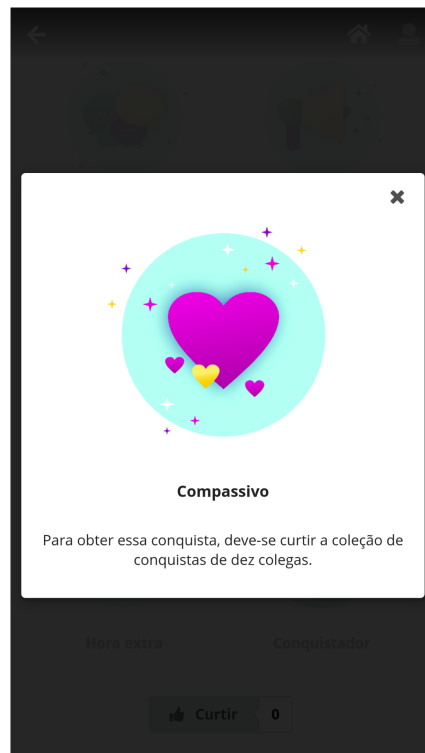 Compassivo
Para obter essa conquista, deve-se curtir a coleção de
conquistas de dez colegas.
Hora extra
Conquistador
Curtir
0